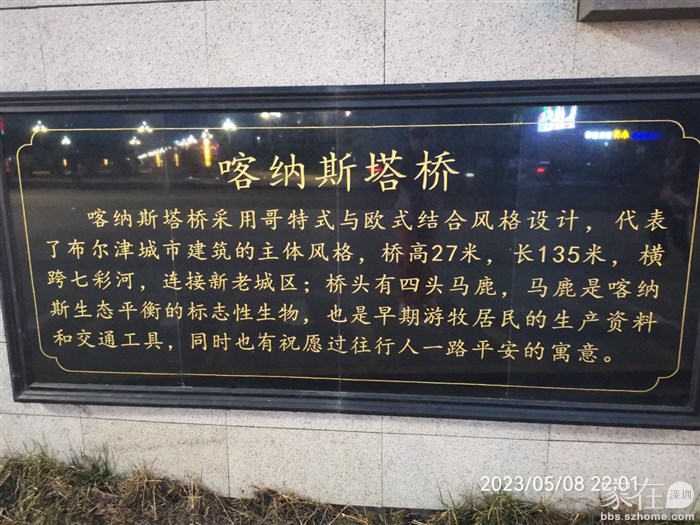 喀纳斯塔桥
喀纳斯塔桥采用哥特式与欧式结合风格设计，代表
了布尔津城市建筑的主体风格，桥高27米，长135米，横
跨七彩河，连接新老城区；桥头有四头马鹿，马鹿是喀纳
斯生态平衡的标志性生物，也是早期游牧居民的生产资料
和交通工具，同时也有祝愿过往行人一路平安的寓意。
2023/05/08 22:01
家在深圳
bbs.szhome.com